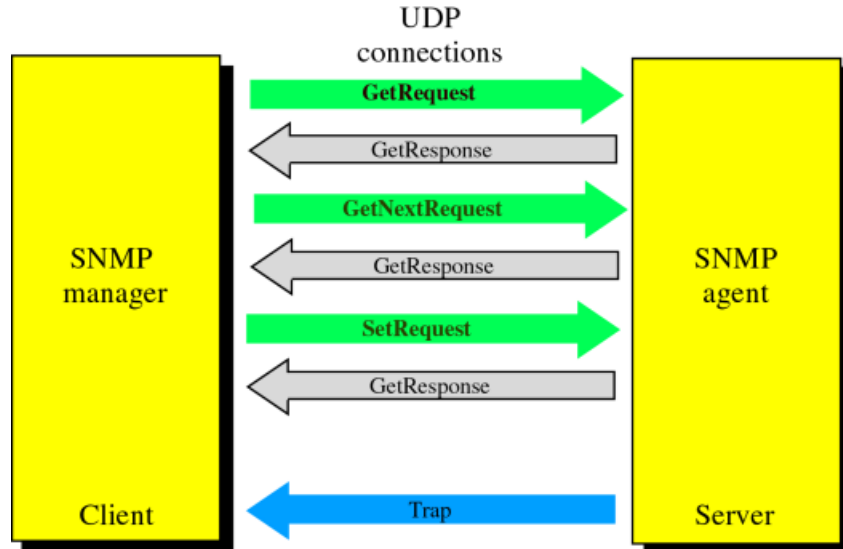 UDP
connections
GetRequest
GetResponse
GetNextRequest
GetResponse
SNMP
manager
SNMP
agent
SetRequest
GetResponse
Client
Trap
Server